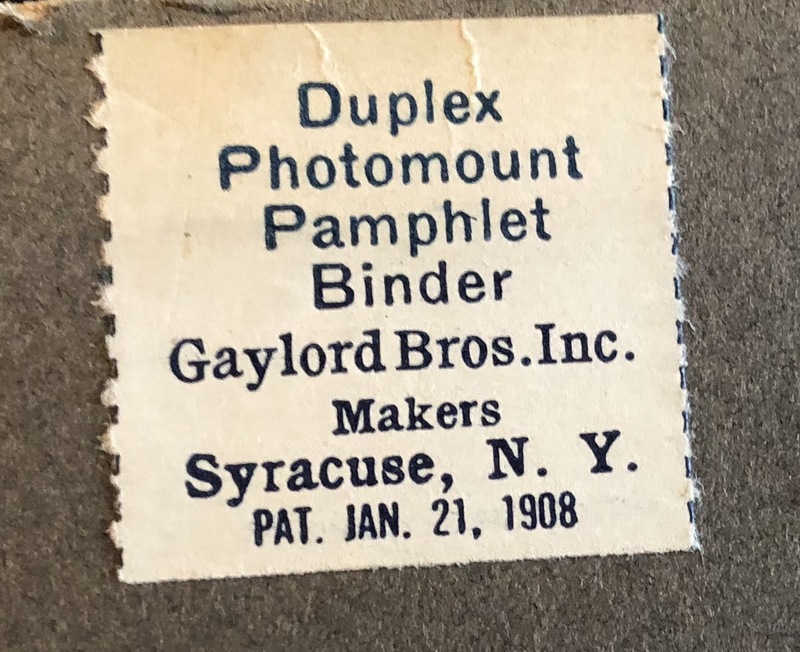 Duplex
Photomount
Pamphlet
Binder
Gaylord Bros. Inc.
Makers
Syracuse, N. Y.
PAT. JAN. 21, 1908